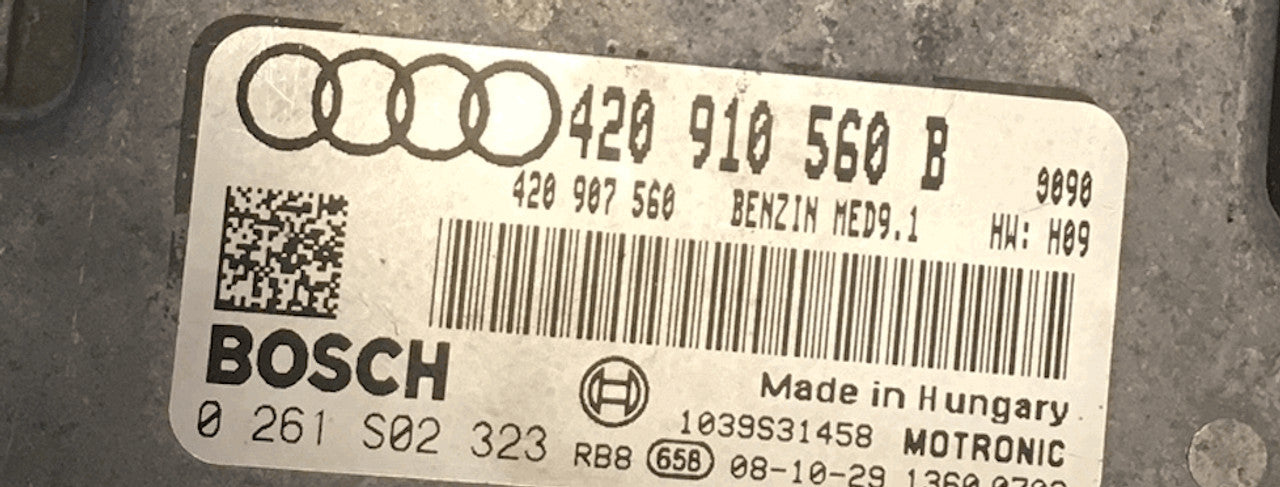 420 910 560 B
9090
420 907 560 BENZIN MED9.1 HW: H09
BOSCH
Made in Hungary
1039S31458 MOTRONIC
0 261 S02 323 RB8 658 08-10-29